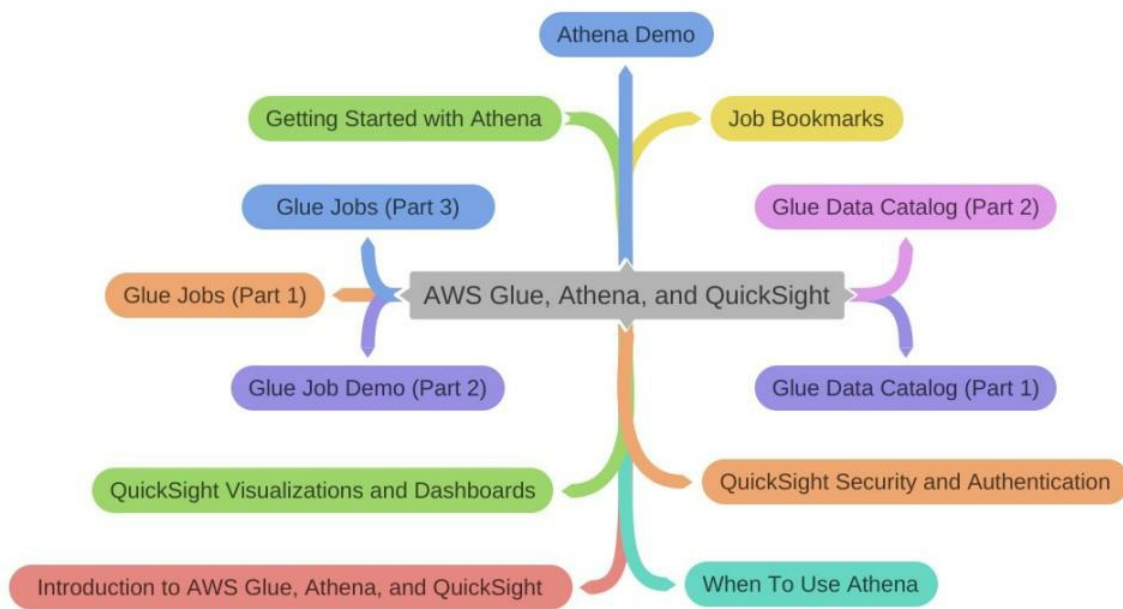 Athena Demo
Getting Started with Athena
Job Bookmarks
Glue Jobs (Part 3)
Glue Data Catalog (Part 2)
Glue Jobs (Part 1)
AWS Glue, Athena, and QuickSight
Glue Job Demo (Part 2)
Glue Data Catalog (Part 1)
QuickSight Visualizations and Dashboards
QuickSight Security and Authentication
Introduction to AWS Glue, Athena, and QuickSight
When To Use Athena